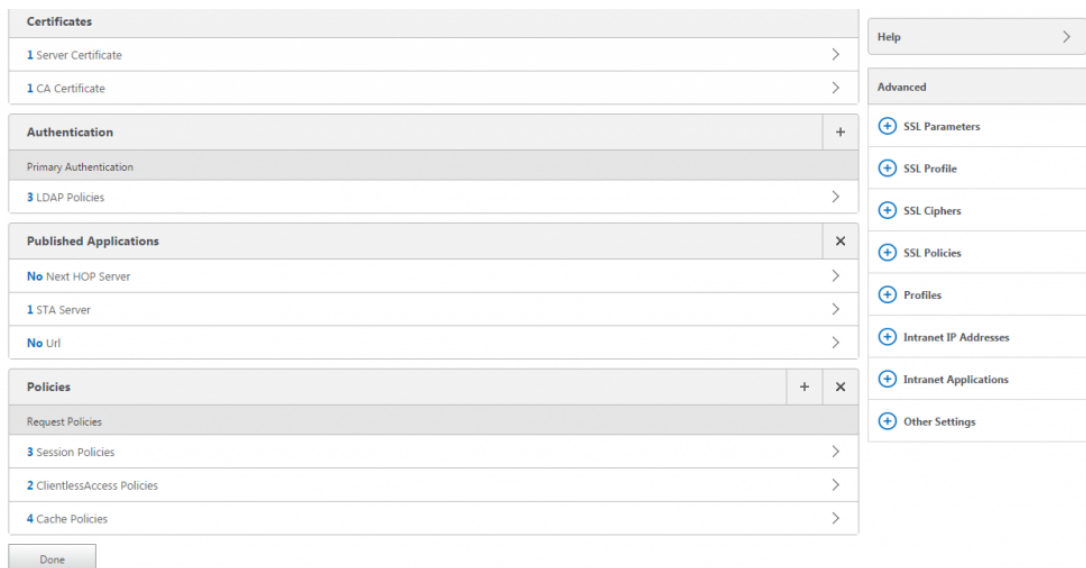 Certificates
1 Server Certificate
1 CA Certificate
Authentication
Primary Authentication
3 LDAP Policies
Published Applications
No Next HOP Server
1 STA Server
No Url
Policies
Request Policies
3 Session Policies
2 ClientlessAccess Policies
4 Cache Policies
Done
Help
Advanced
SSL Parameters
SSL Profile
SSL Ciphers
SSL Policies
Profiles
Intranet IP Addresses
Intranet Applications
Other Settings